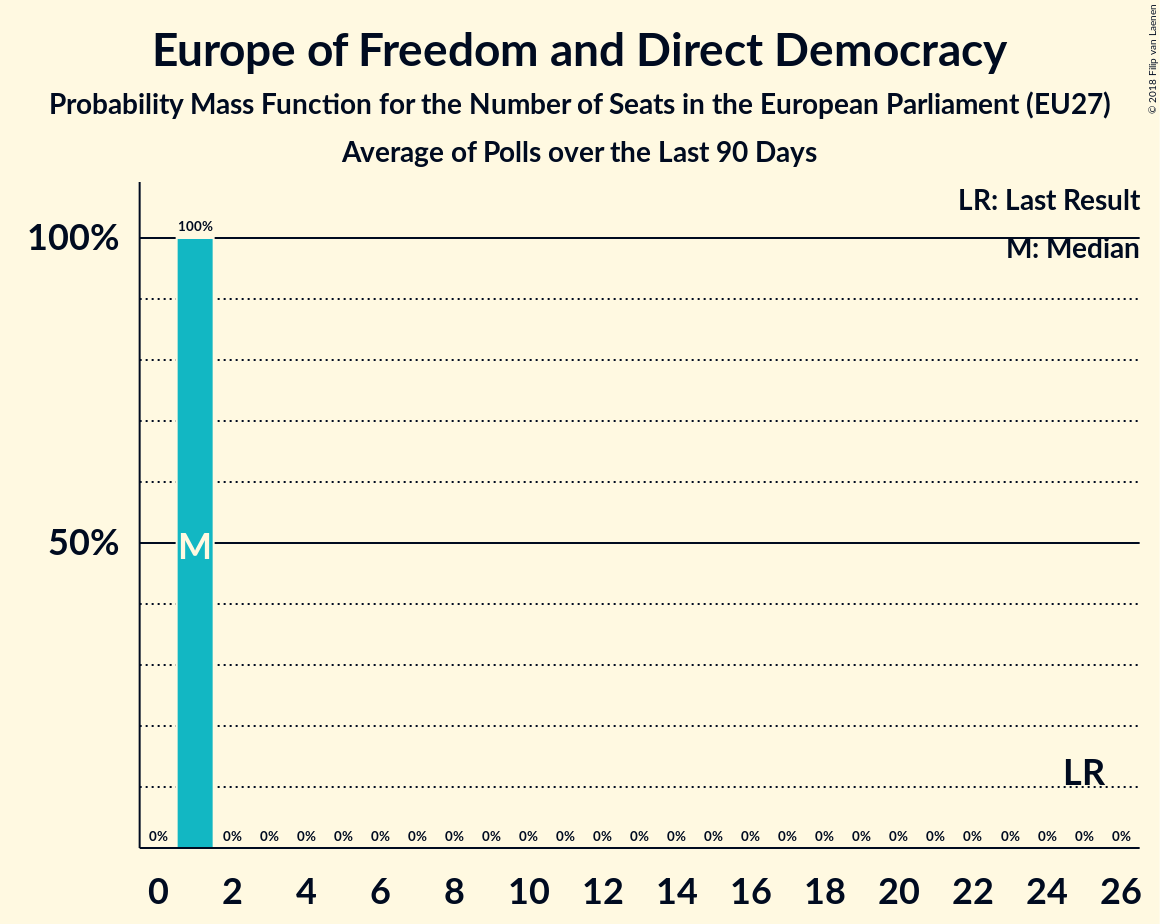 Europe of Freedom and Direct Democracy
Probability Mass Function for the Number of Seats in the European Parliament (EU27)
Average of Polls over the Last 90 Days
© 2018 Filip van Laenen
LR: Last Result
M: Median
100%
50%
100%
M
LR
0% 0% 0% 0% 0% 0% 0% 0% 0% 0% 0% 0% 0% 0% 0% 0% 0% 0% 0% 0% 0% 0% 0% 0% 0% 0%
0 2 4 6 8 10 12 14 16 18 20 22 24 26